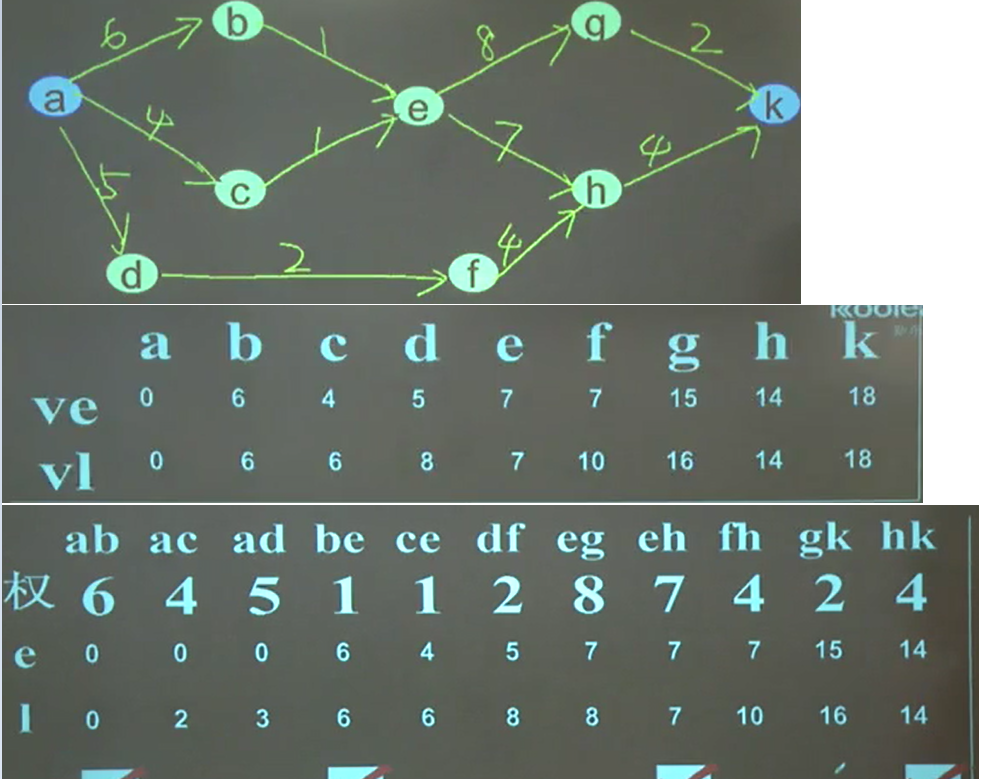 b
g
6
1
8
2
a
e
k
4
1
7
4
5
c
h
d
2
f
4
a b c d e f g h k
ve 0 6 4 5 7 7 15 14 18
vl 0 6 6 8 7 10 16 14 18
ab ac ad be ce df eg eh fh gk hk
权 6 4 5 1 1 2 8 7 4 2 4
e 0 0 0 6 4 5 7 7 7 15 14
l 0 2 3 6 6 8 8 7 10 16 14